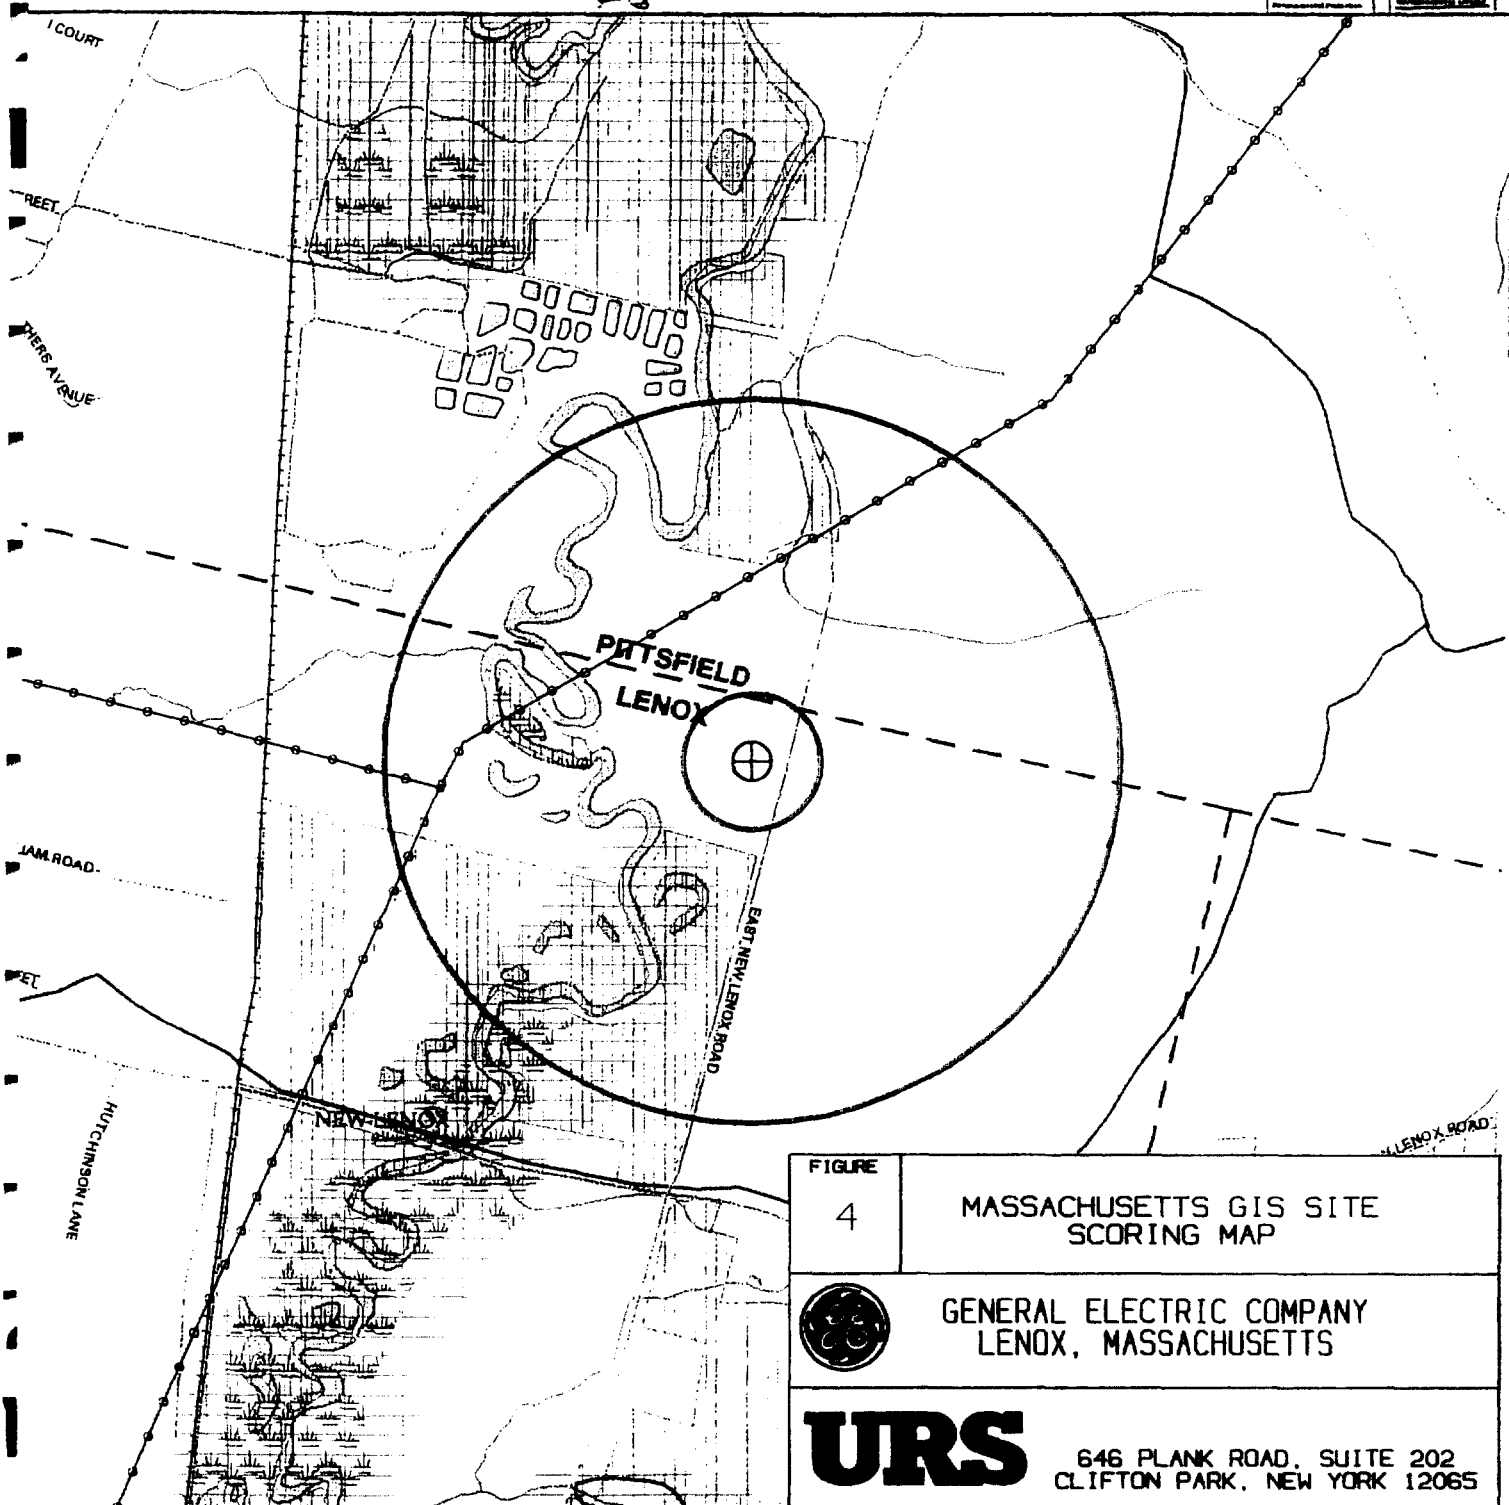 REET
AVENUE
PITTSFIELD
LENOX
ROAD
EAST NEW LENOX ROAD
NEW LENOX
HUTCHINSON LANE
LENOX ROAD
FIGURE
4
MASSACHUSETTS GIS SITE
SCORING MAP
GENERAL ELECTRIC COMPANY
LENOX, MASSACHUSETTS
URS
646 PLANK ROAD, SUITE 202
CLIFTON PARK, NEW YORK 12065